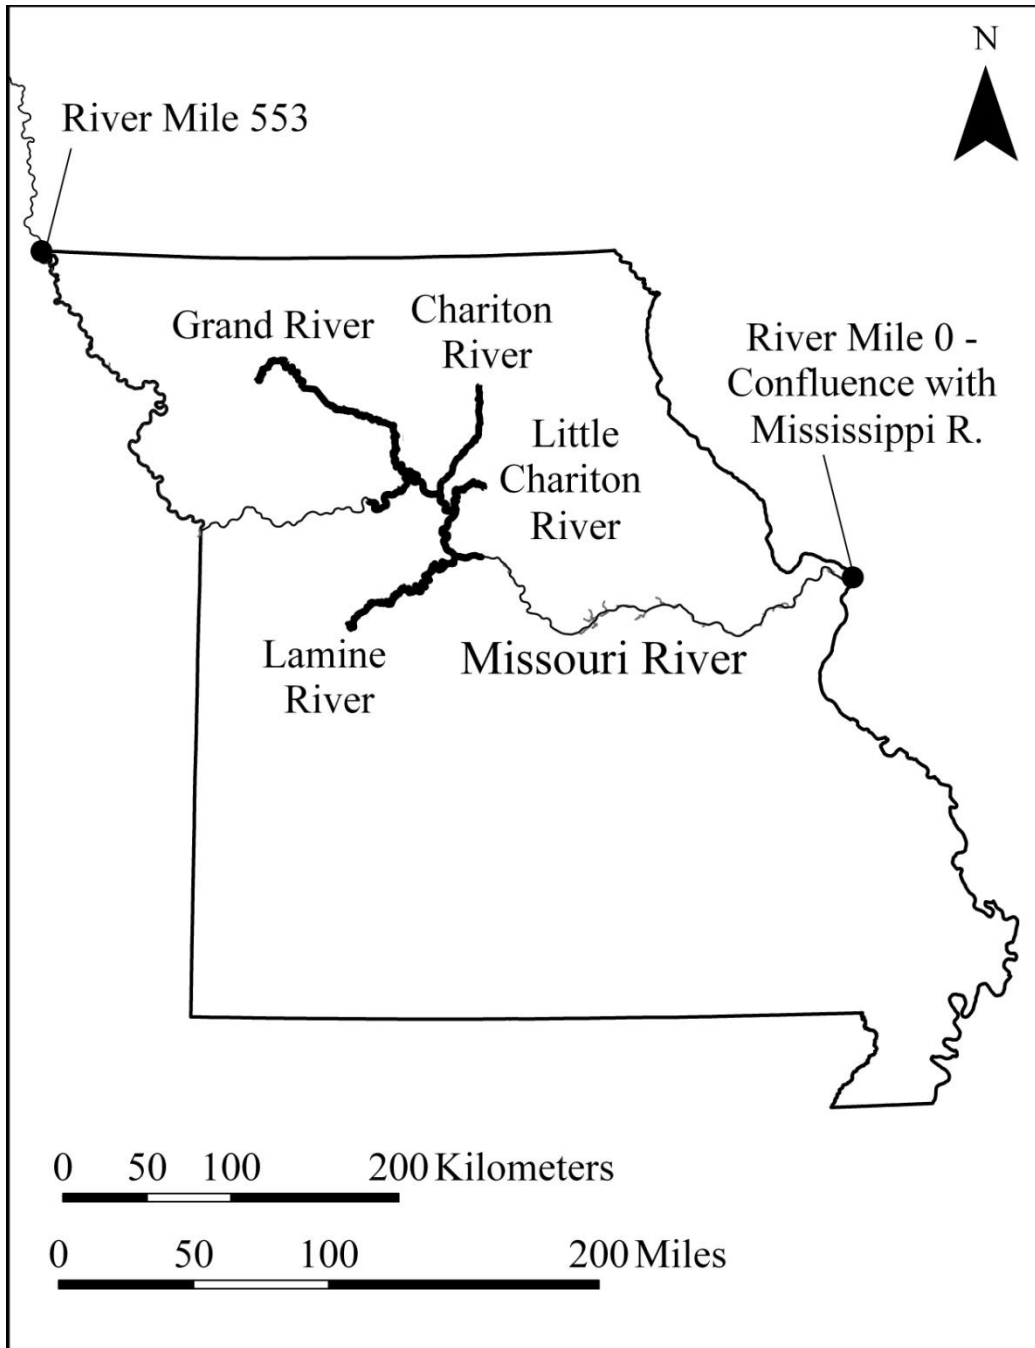 N
River Mile 553
Grand River
Chariton
River
Little
Chariton
River
River Mile 0 -
Confluence with
Mississippi R.
Lamine
River
Missouri River
0 50 100 200 Kilometers
0 50 100 200 Miles